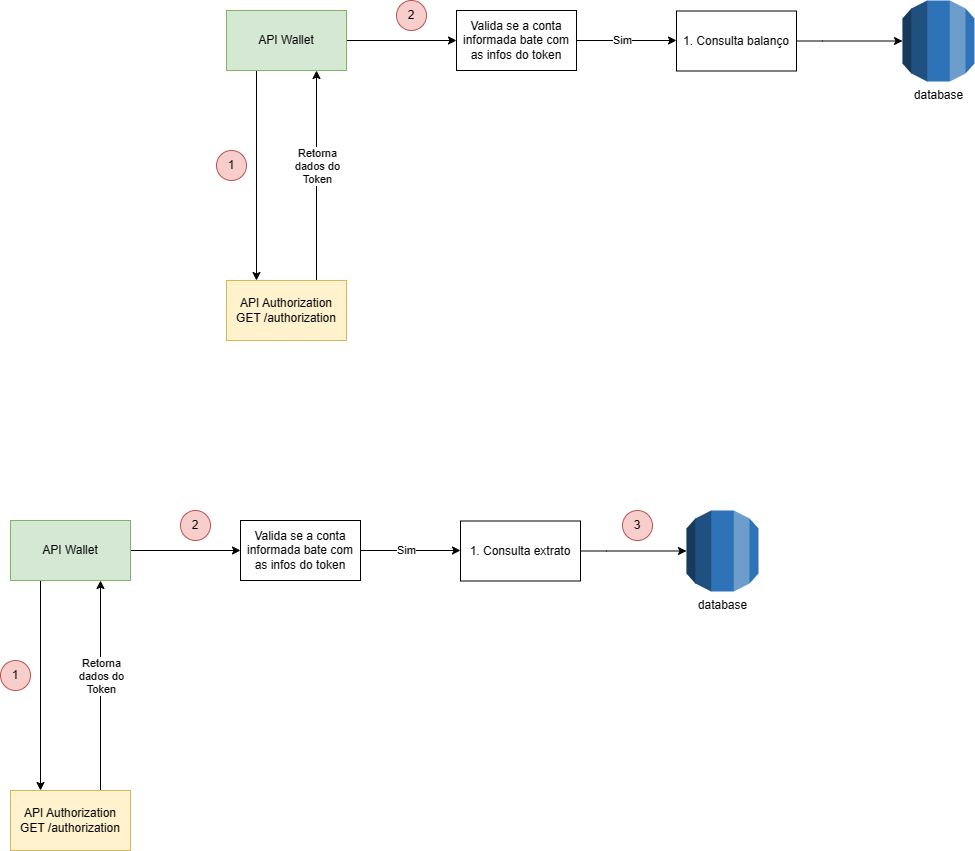 2
API Wallet
Valida se a conta
informada bate com
as infos do token
Sim
1. Consulta balanço
database
1
Retorna
dados do
Token
API Authorization
GET /authorization
2
3
API Wallet
Valida se a conta
informada bate com
as infos do token
Sim
1. Consulta extrato
database
1
Retorna
dados do
Token
API Authorization
GET /authorization